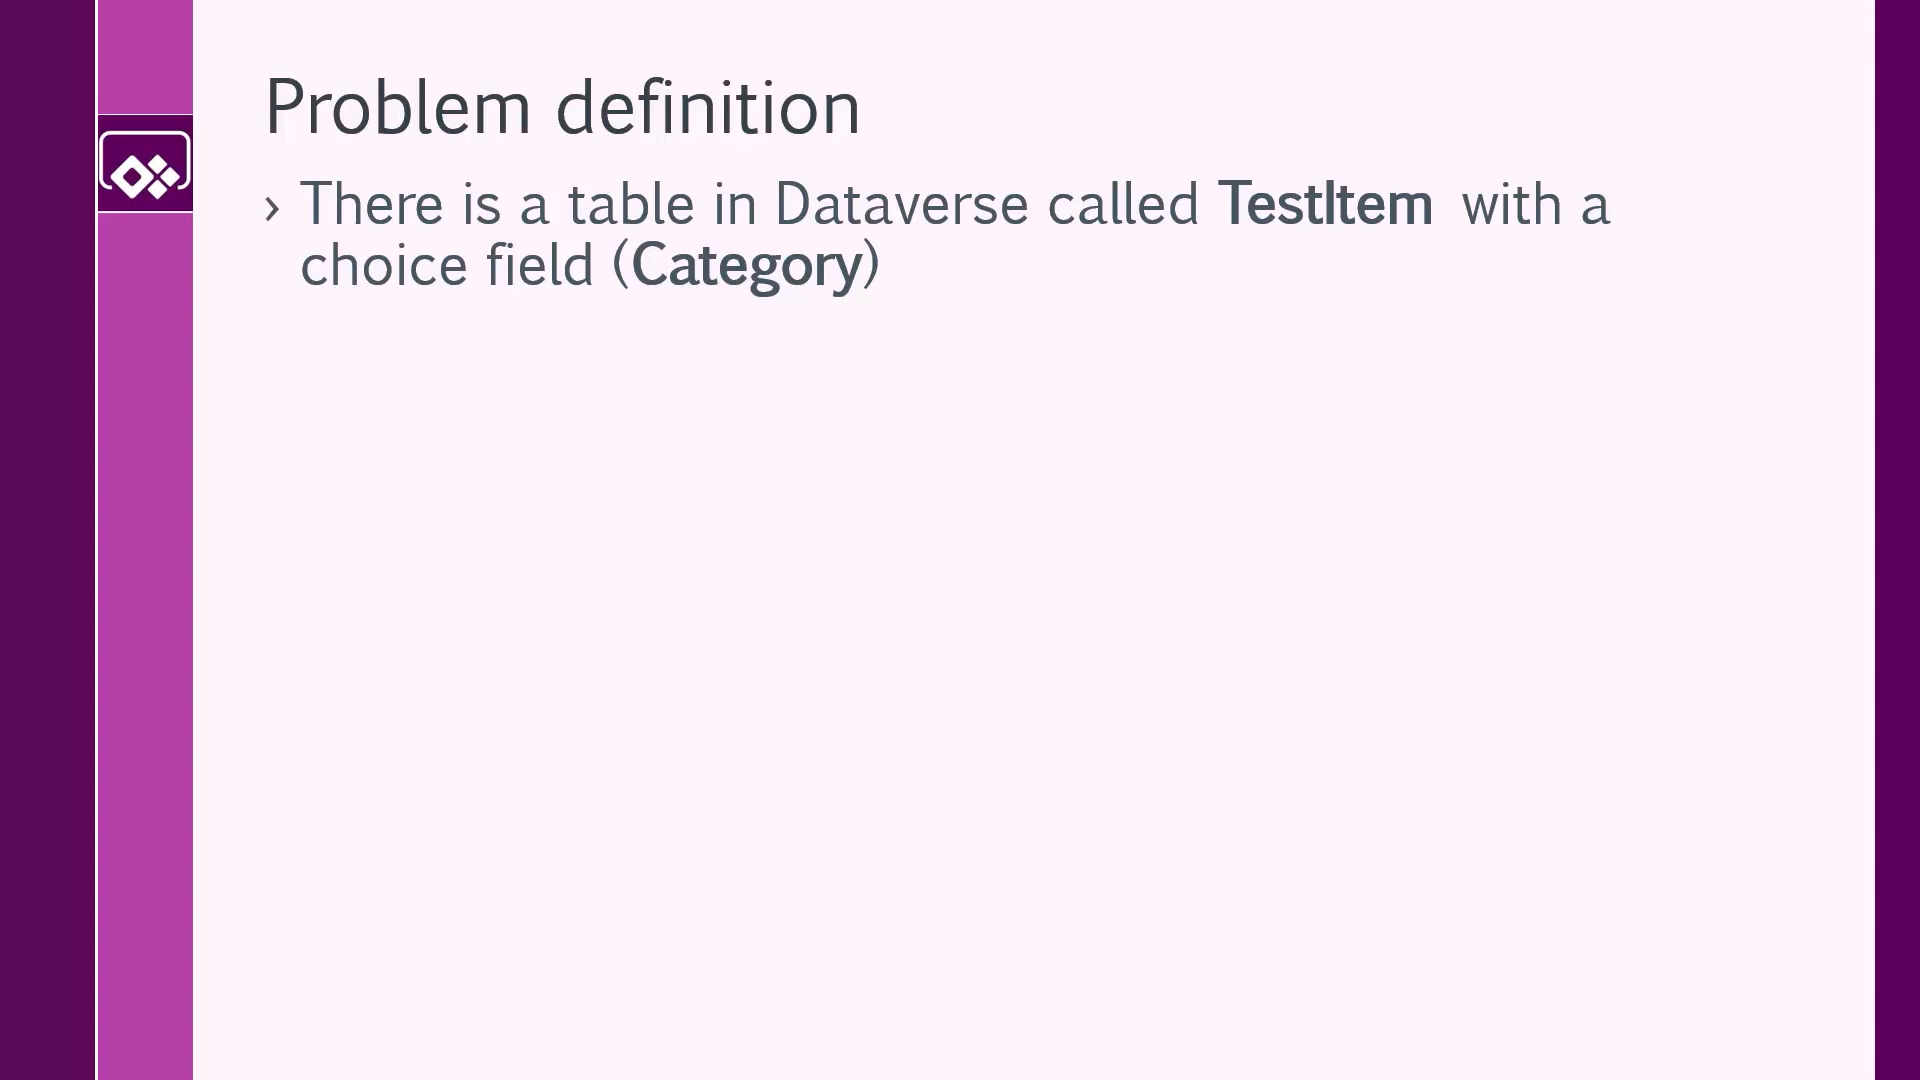 Problem definition
› There is a table in Dataverse called TestItem with a
choice field (Category)